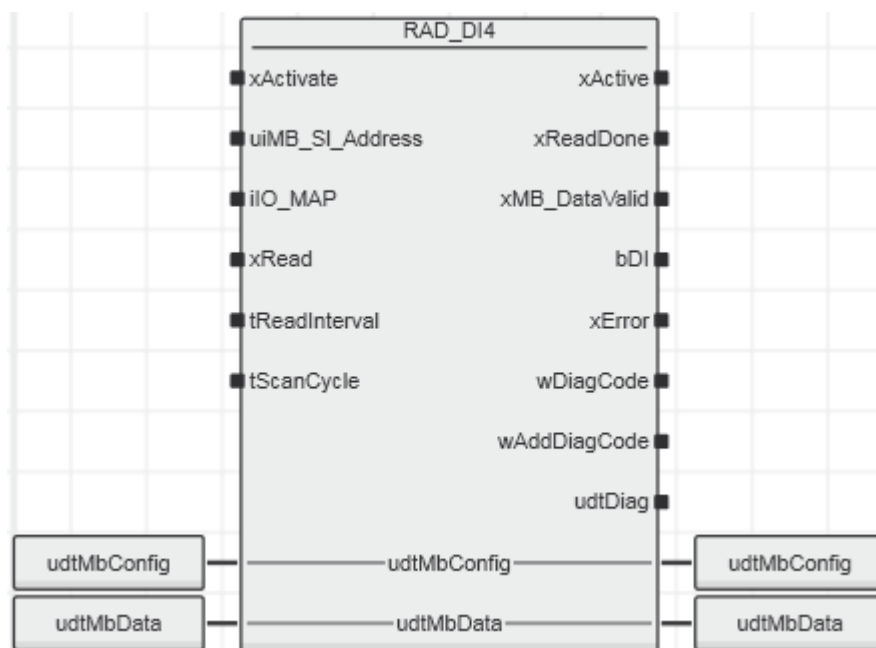 RAD_DI4
xActivate xActive
uiMB_SI_Address xReadDone
iIO_MAP xMB_DataValid
xRead bDI
tReadInterval xError
tScanCycle wDiagCode
wAddDiagCode
udtDiag
udtMbConfig udtMbConfig udtMbConfig
udtMbData udtMbData udtMbData